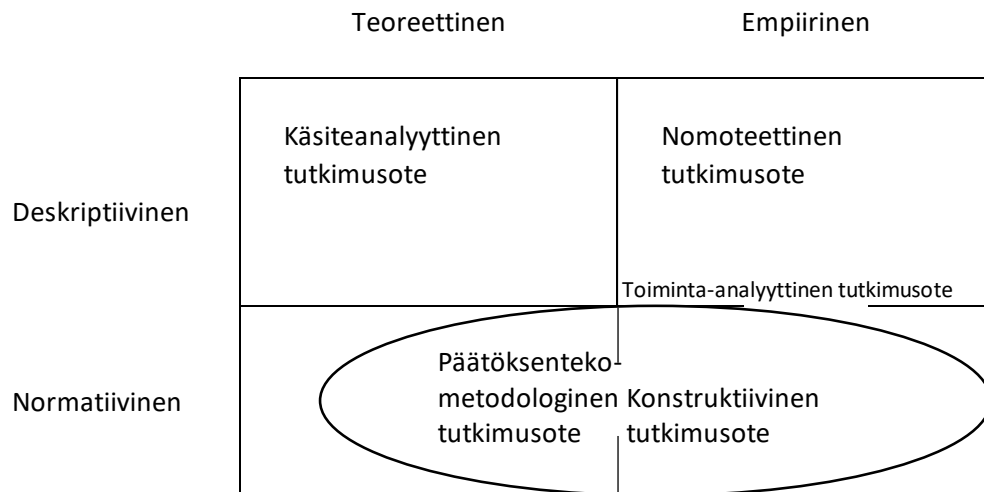 Teoreettinen
Empiirinen
Käsiteanalyyttinen
tutkimusote
Nomoteettinen
tutkimusote
Deskriptiivinen
Toiminta-analyyttinen tutkimusote
Normatiivinen
Päätöksenteko-
metodologinen
tutkimusote
Konstruktiivinen
tutkimusote